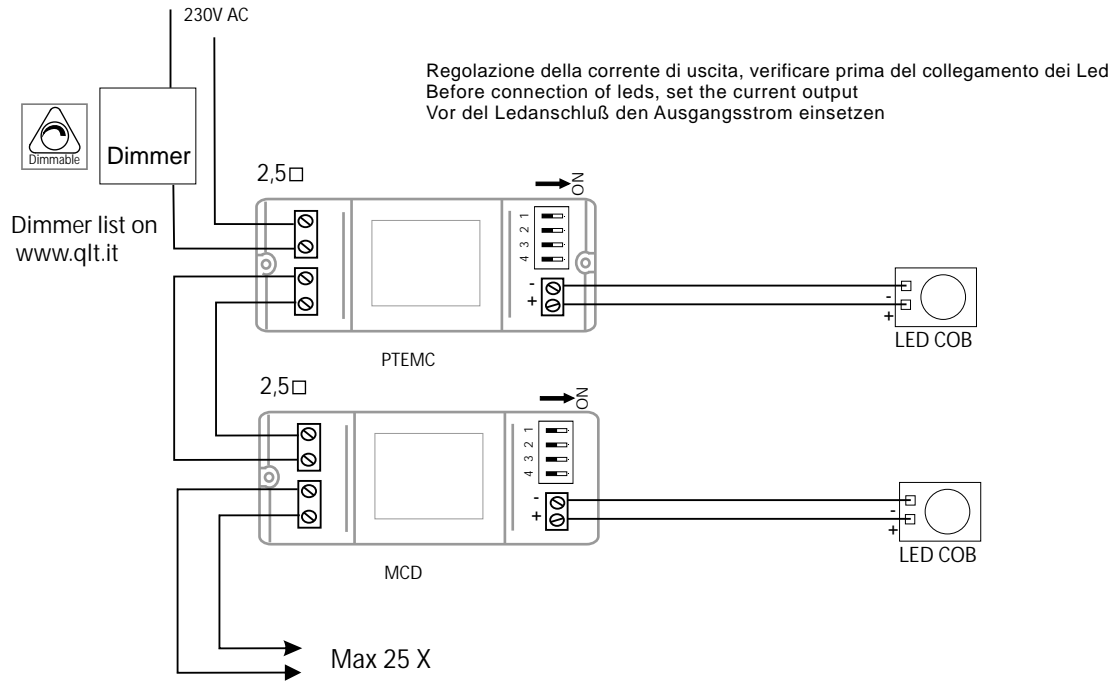 230V AC
Regolazione della corrente di uscita, verificare prima del collegamento dei Led
Before connection of leds, set the current output
Vor del Ledanschluß den Ausgangsstrom einsetzen
Dimmable
Dimmer
Dimmer list on
www.qlt.it
2,5□
ON
1
2
3
4
-
+
-
+
LED COB
PTEMC
2,5□
ON
1
2
3
4
-
+
-
+
LED COB
MCD
Max 25 X